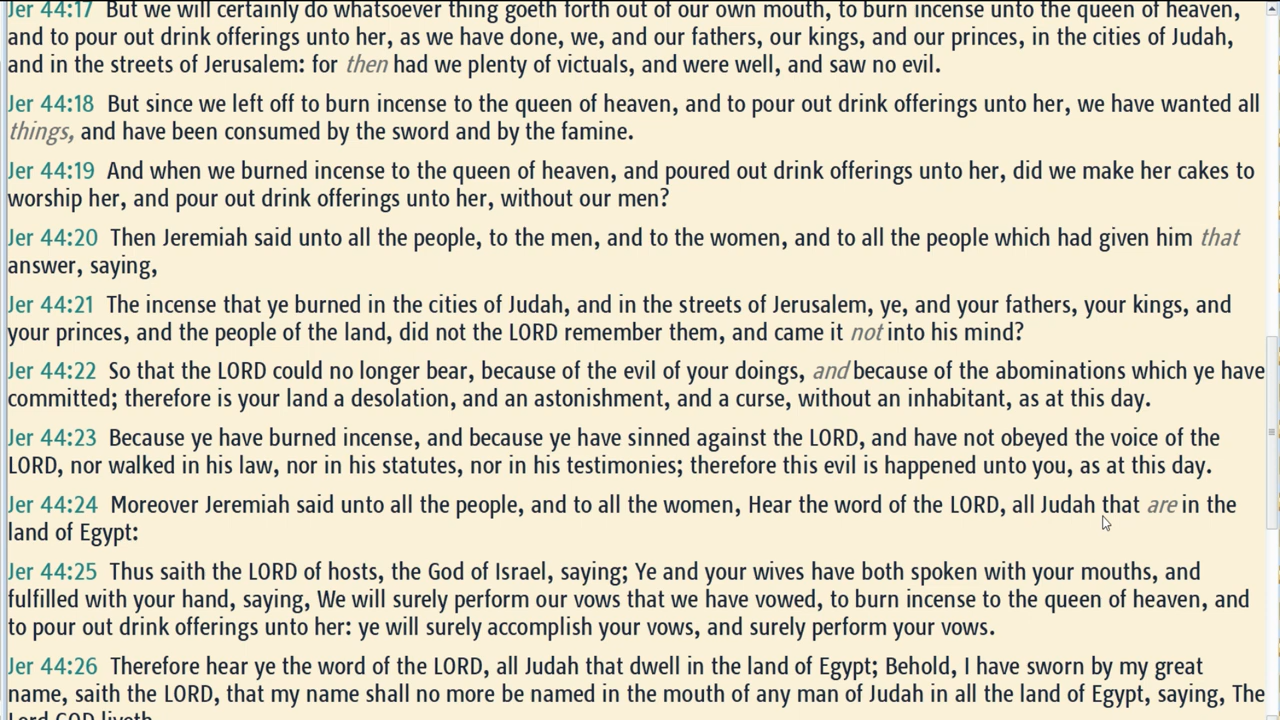 Jer 44:17 But we will certainly do whatsoever thing goeth forth out of our own mouth, to burn incense unto the queen of heaven,
and to pour out drink offerings unto her, as we have done, we, and our fathers, our kings, and our princes, in the cities of Judah,
and in the streets of Jerusalem: for then had we plenty of victuals, and were well, and saw no evil.
Jer 44:18 But since we left off to burn incense to the queen of heaven, and to pour out drink offerings unto her, we have wanted all
things, and have been consumed by the sword and by the famine.
Jer 44:19 And when we burned incense to the queen of heaven, and poured out drink offerings unto her, did we make her cakes to
worship her, and pour out drink offerings unto her, without our men?
Jer 44:20 Then Jeremiah said unto all the people, to the men, and to the women, and to all the people which had given him that
answer, saying,
Jer 44:21 The incense that ye burned in the cities of Judah, and in the streets of Jerusalem, ye, and your fathers, your kings, and
your princes, and the people of the land, did not the LORD remember them, and came it not into his mind?
Jer 44:22 So that the LORD could no longer bear, because of the evil of your doings, and because of the abominations which ye have
committed; therefore is your land a desolation, and an astonishment, and a curse, without an inhabitant, as at this day.
Jer 44:23 Because ye have burned incense, and because ye have sinned against the LORD, and have not obeyed the voice of the
LORD, nor walked in his law, nor in his statutes, nor in his testimonies; therefore this evil is happened unto you, as at this day.
Jer 44:24 Moreover Jeremiah said unto all the people, and to all the women, Hear the word of the LORD, all Judah that are in the
land of Egypt:
Jer 44:25 Thus saith the LORD of hosts, the God of Israel, saying; Ye and your wives have both spoken with your mouths, and
fulfilled with your hand, saying, We will surely perform our vows that we have vowed, to burn incense to the queen of heaven, and
to pour out drink offerings unto her: ye will surely accomplish your vows, and surely perform your vows.
Jer 44:26 Therefore hear ye the word of the LORD, all Judah that dwell in the land of Egypt; Behold, I have sworn by my great
name, saith the LORD, that my name shall no more be named in the mouth of any man of Judah in all the land of Egypt, saying, The
Lord GOD liveth